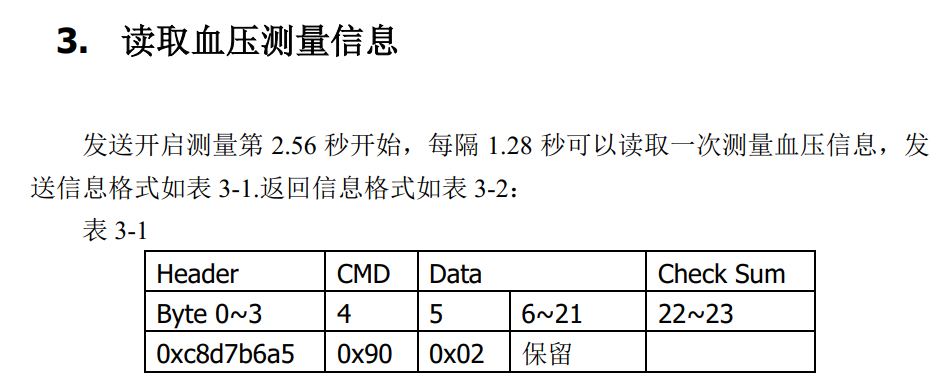 3. 读取血压测量信息
发送开启测量第 2.56 秒开始，每隔 1.28 秒可以读取一次测量血压信息，发
送信息格式如表 3-1.返回信息格式如表 3-2：
表 3-1
Header CMD Data Check Sum
Byte 0~3 4 5 6~21 22~23
0xc8d7b6a5 0x90 0x02 保留